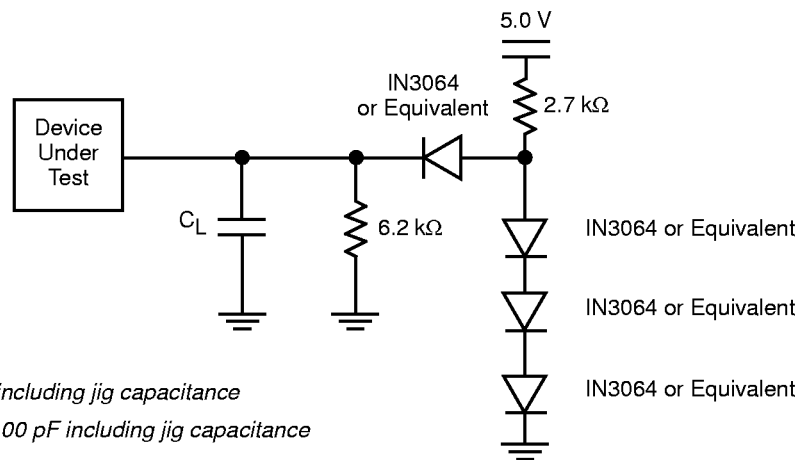 5.0 V
IN3064
or Equivalent
2.7 kΩ
Device
Under
Test
CL
6.2 kΩ
IN3064 or Equivalent
IN3064 or Equivalent
IN3064 or Equivalent
including jig capacitance
00 pF including jig capacitance